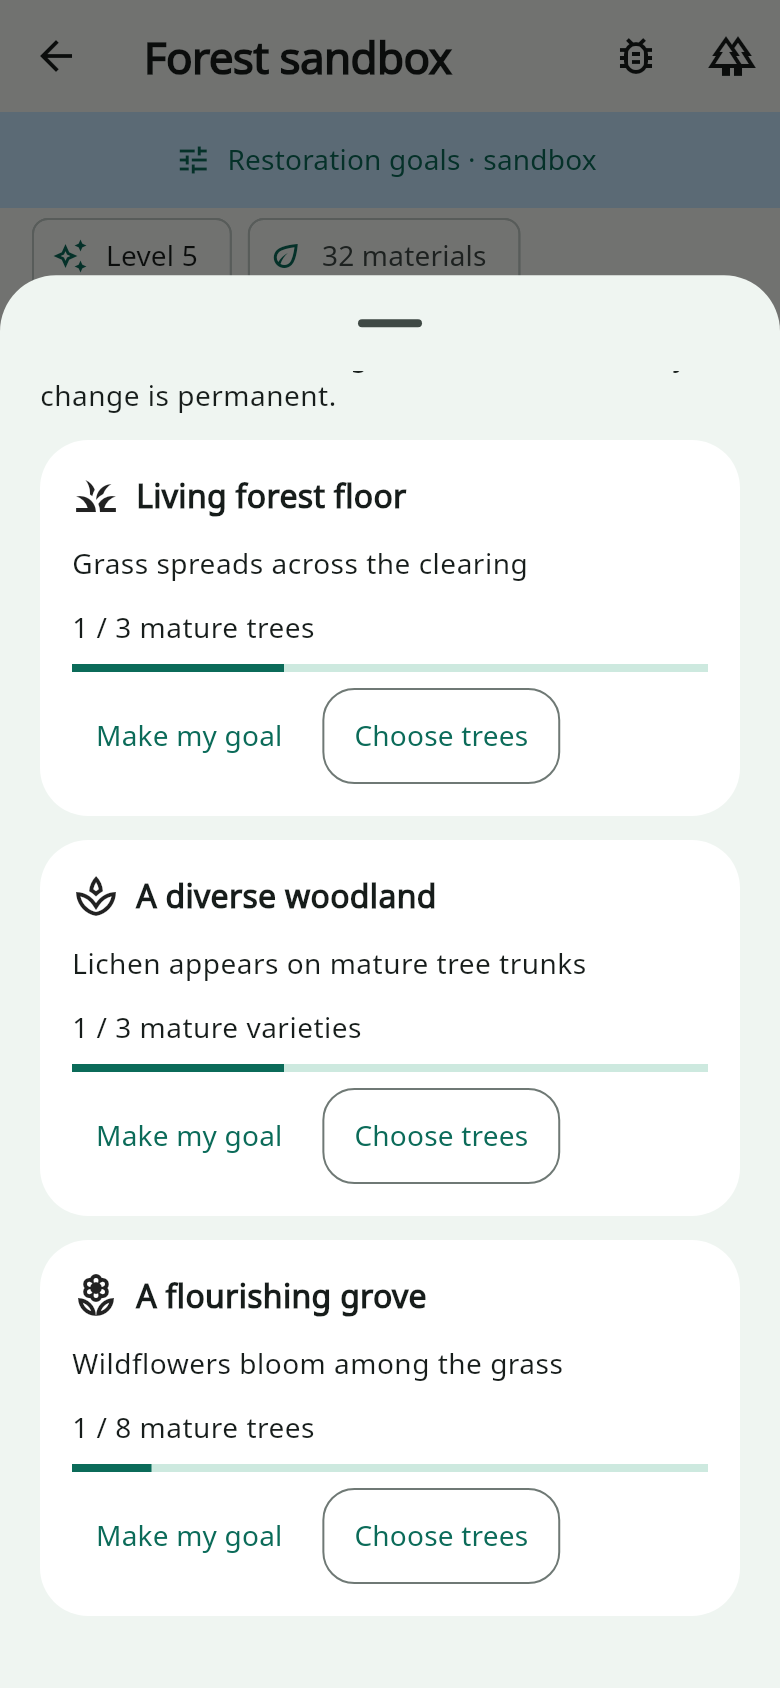 Forest sandbox
Restoration goals · sandbox
Level 5
32 materials
change is permanent.
Living forest floor
Grass spreads across the clearing
1 / 3 mature trees
Make my goal
Choose trees
A diverse woodland
Lichen appears on mature tree trunks
1 / 3 mature varieties
Make my goal
Choose trees
A flourishing grove
Wildflowers bloom among the grass
1 / 8 mature trees
Make my goal
Choose trees